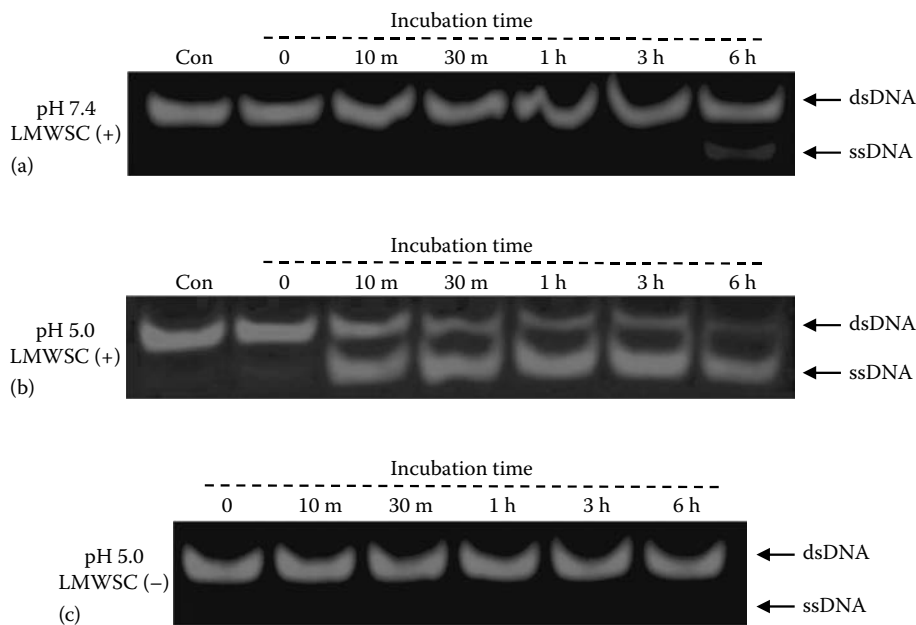 Incubation time
Con 0 10 m 30 m 1 h 3 h 6 h
pH 7.4
LMWSC (+)
(a)
dsDNA
ssDNA
Incubation time
Con 0 10 m 30 m 1 h 3 h 6 h
pH 5.0
LMWSC (+)
(b)
dsDNA
ssDNA
Incubation time
0 10 m 30 m 1 h 3 h 6 h
pH 5.0
LMWSC (–)
(c)
dsDNA
ssDNA